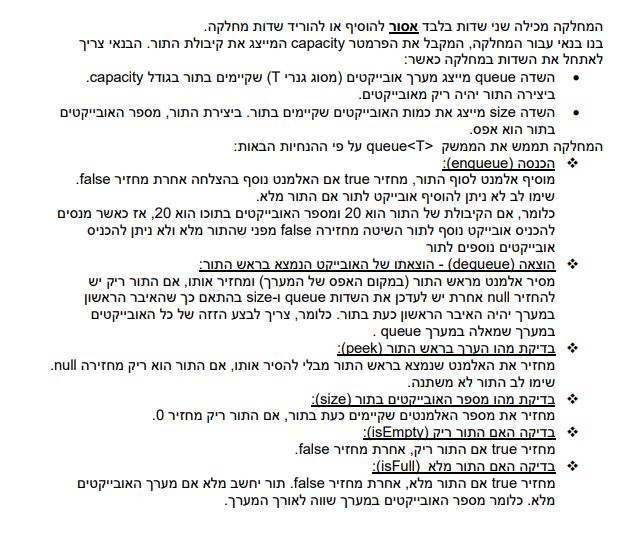 המחלקה מכילה שני שדות בלבד אסור להוסיף או להוריד שדות מחלקה.
בנו בנאי עבור המחלקה, המקבל את הפרמטר capacity המייצג את קיבולת התור. הבנאי צריך
לאתחל את השדות במחלקה כאשר:
• השדה queue מייצג מערך אובייקטים (מסוג גנרי T) שקיימים בתור בגודל capacity.
ביצירה התור יהיה ריק מאובייקטים.
• השדה size מייצג את כמות האובייקטים שקיימים בתור. ביצירת התור, מספר האובייקטים
בתור הוא אפס.
המחלקה תממש את הממשק queue<T> על פי ההנחיות הבאות:
❖ הכנסה (enqueue):
מוסיף אלמנט לסוף התור, מחזיר true אם האלמנט נוסף בהצלחה אחרת מחזיר false.
שימו לב לא ניתן להוסיף אובייקט לתור אם התור מלא.
כלומר, אם הקיבולת של התור הוא 20 ומספר האובייקטים בתוכו הוא 20, אז כאשר מנסים
להכניס אובייקט נוסף לתור השיטה מחזירה false מפני שהתור מלא ולא ניתן להכניס
אובייקטים נוספים לתור
❖ הוצאה (dequeue) - הוצאתו של האובייקט הנמצא בראש התור:
מסיר אלמנט מראש התור (במקום האפס של המערך) ומחזיר אותו, אם התור ריק יש
להחזיר null אחרת יש לעדכן את השדות queue ו-size בהתאם כך שהאיבר הראשון
במערך יהיה האיבר הראשון כעת בתור. כלומר, צריך לבצע הזזה של כל האובייקטים
במערך שמאלה במערך queue .
❖ בדיקת מהו הערך בראש התור (peek):
מחזיר את האלמנט שנמצא בראש התור מבלי להסיר אותו, אם התור הוא ריק מחזירה null.
שימו לב התור לא משתנה.
❖ בדיקת מהו מספר האובייקטים בתור (size):
מחזיר את מספר האלמנטים שקיימים כעת בתור, אם התור ריק מחזיר 0.
❖ בדיקה האם התור ריק (isEmpty):
מחזיר true אם התור ריק, אחרת מחזיר false.
❖ בדיקה האם התור מלא (isFull):
מחזיר true אם התור מלא, אחרת מחזיר false. תור יחשב מלא אם מערך האובייקטים
מלא. כלומר מספר האובייקטים במערך שווה לאורך המערך.